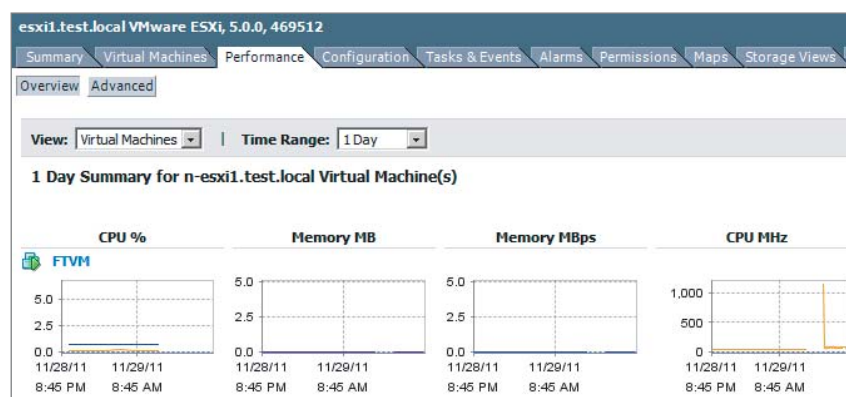 esxi1.test.local VMware ESXi, 5.0.0, 469512
Summary Virtual Machines Performance Configuration Tasks & Events Alarms Permissions Maps Storage Views
Overview Advanced
View: Virtual Machines | Time Range: 1 Day
1 Day Summary for n-esxi1.test.local Virtual Machine(s)
CPU % Memory MB Memory MBps CPU MHz
FTVM
5.0 2.5 0.0
11/28/11 11/29/11
8:45 PM 8:45 AM
5.0 2.5 0.0
11/28/11 11/29/11
8:45 PM 8:45 AM
5.0 2.5 0.0
11/28/11 11/29/11
8:45 PM 8:45 AM
1,000 500 0
11/28/11 11/29/11
8:45 PM 8:45 AM